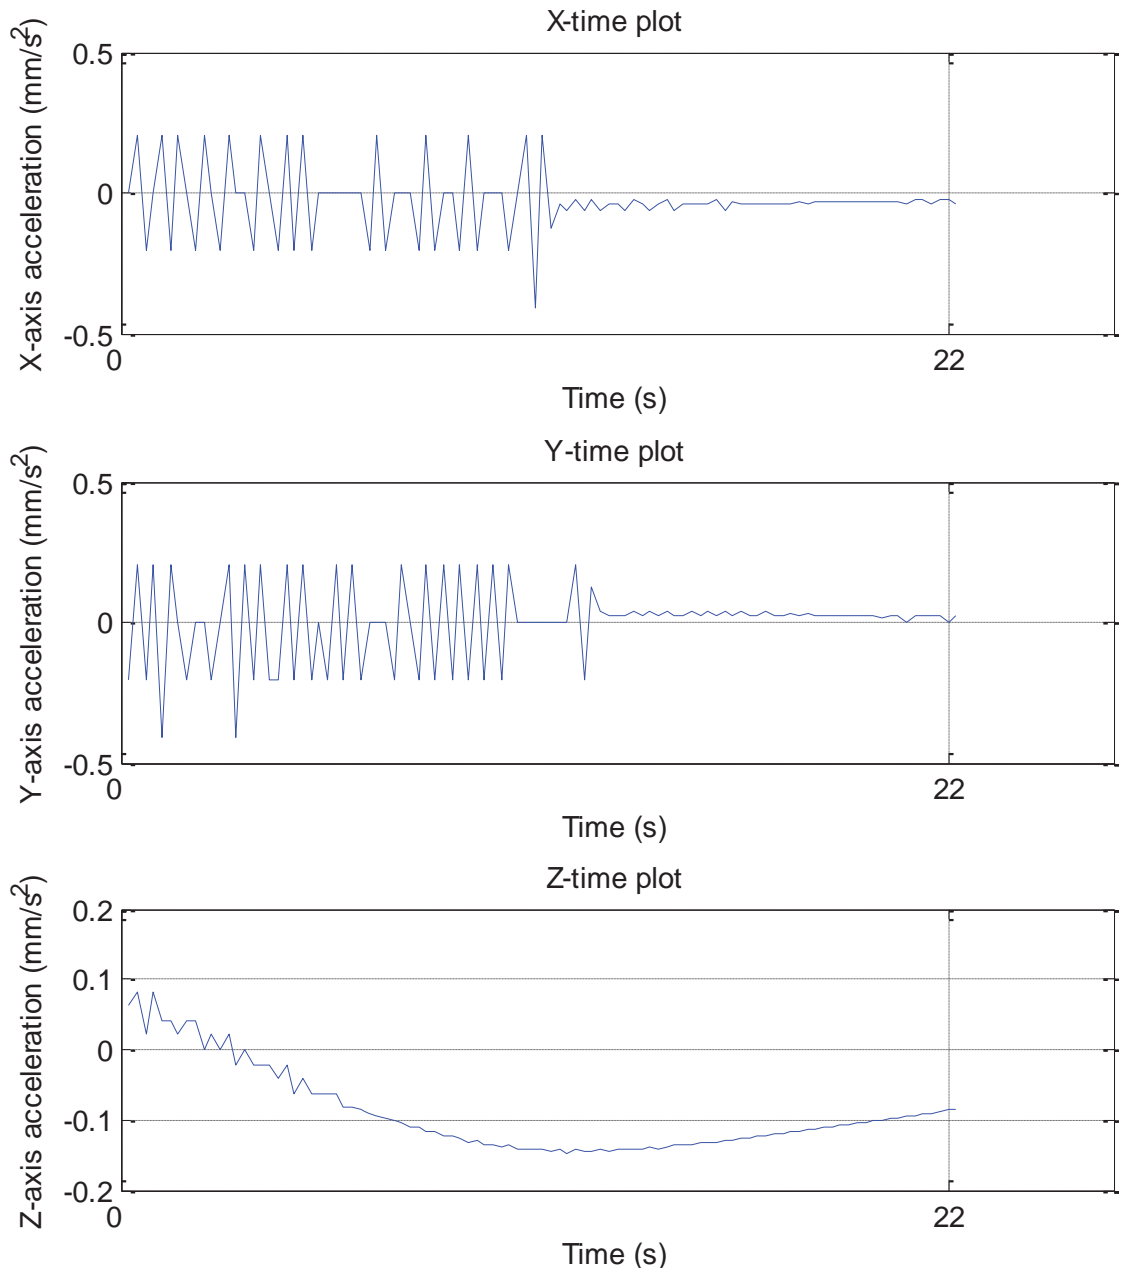 X-time plot
X-axis acceleration (mm/s²)
0.5
0
-0.5
0 22
Time (s)
Y-time plot
Y-axis acceleration (mm/s²)
0.5
0
-0.5
0 22
Time (s)
Z-time plot
Z-axis acceleration (mm/s²)
0.2
0.1
0
-0.1
-0.2
0 22
Time (s)